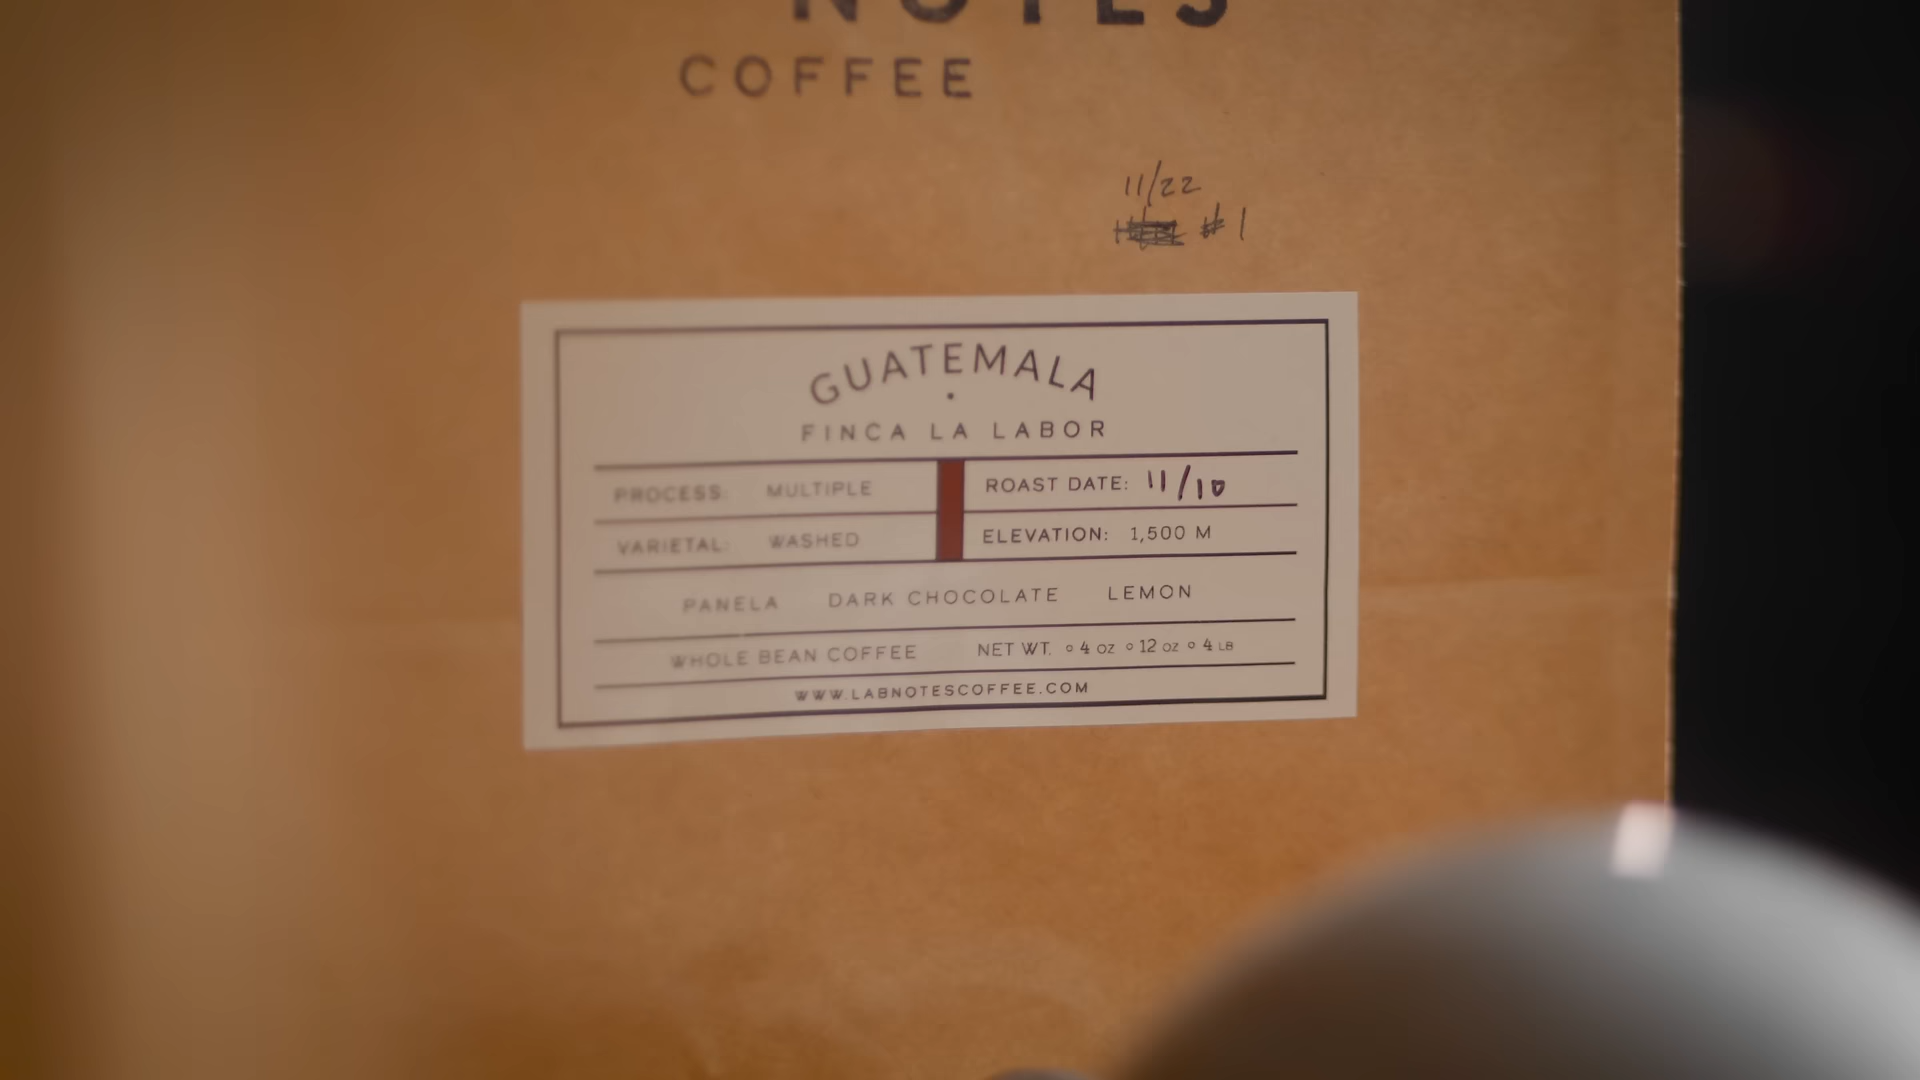 NOTES
COFFEE
11/22
#1
GUATEMALA
FINCA LA LABOR
PROCESS: MULTIPLE ROAST DATE: 11/10
VARIETAL: WASHED ELEVATION: 1,500 M
PANELA DARK CHOCOLATE LEMON
WHOLE BEAN COFFEE NET WT. ○ 4 OZ ○ 12 OZ ○ 4 LB
WWW.LABNOTESCOFFEE.COM